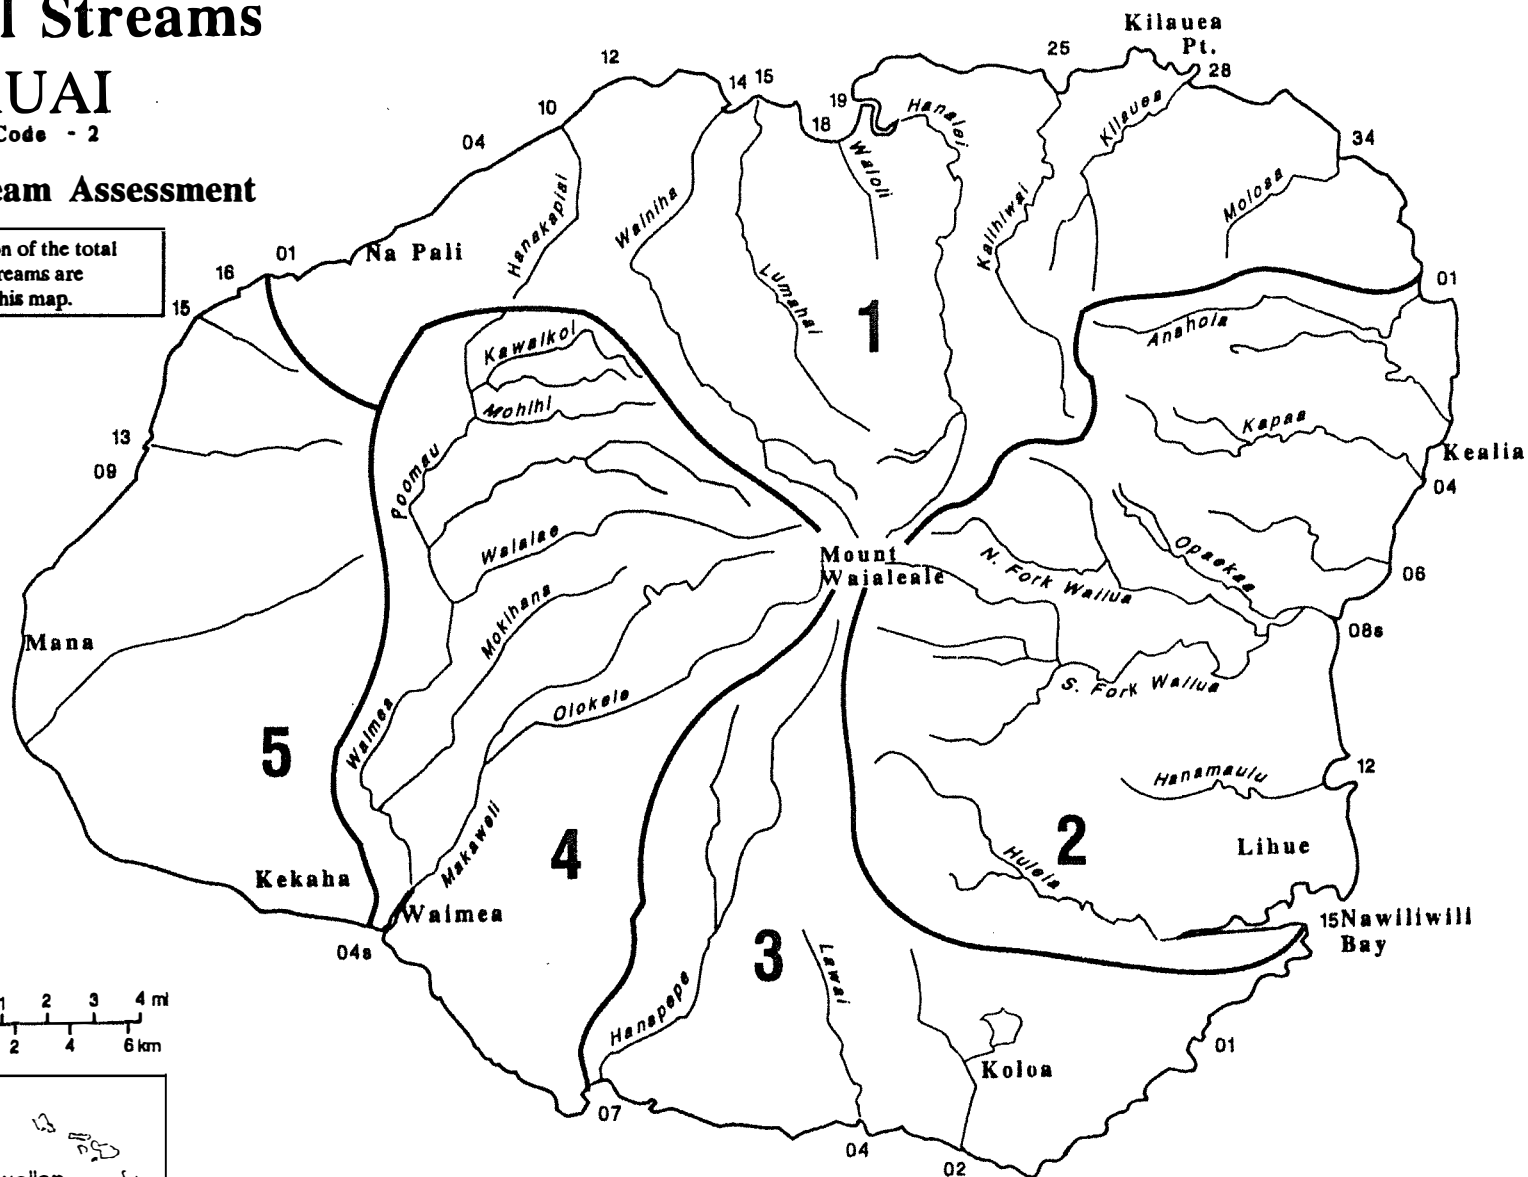 l Streams
UAI
Code - 2
eam Assessment
on of the total
reams are
his map.
Kilauea
Pt.
12
25
28
14
15
19
18
10
04
34
01
16
15
13
09
01
04
06
08s
12
15
01
02
04
07
04s
Na Pali
Hanakapiai
Wainiha
Lumahai
Waioli
Hanalei
Kalihiwai
Kilauea
Moloaa
1
Anahola
Kapaa
Kealia
Kawaikoi
Mohihi
Poomau
Waialae
Mokihana
Mount
Waialeale
N. Fork Wailua
Opaekaa
S. Fork Wailua
Mana
5
Waimea
Olokele
Makaweli
4
Hanamaulu
2
Lihue
Huleia
Kekaha
Waimea
Nawiliwili
Bay
3
Hanapepe
Lawai
Koloa
1 2 3 4 mi
2 4 6 km